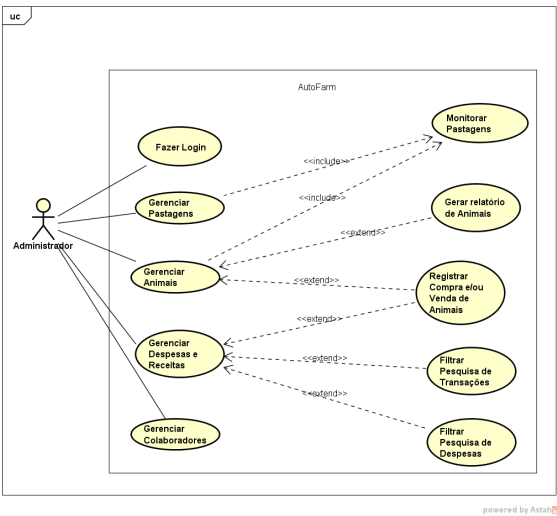 uc
AutoFarm
Monitorar
Pastagens
Fazer Login
<<include>>
Gerenciar
Pastagens
<<include>>
Gerar relatório
de Animais
Administrador
<<extend>>
Gerenciar
Animais
<<extend>>
Registrar
Compra e/ou
Venda de
Animais
<<extend>>
Gerenciar
Despesas e
Receitas
<<extend>>
Filtrar
Pesquisa de
Transações
<<extend>>
Gerenciar
Colaboradores
Filtrar
Pesquisa de
Despesas
powered by Astah